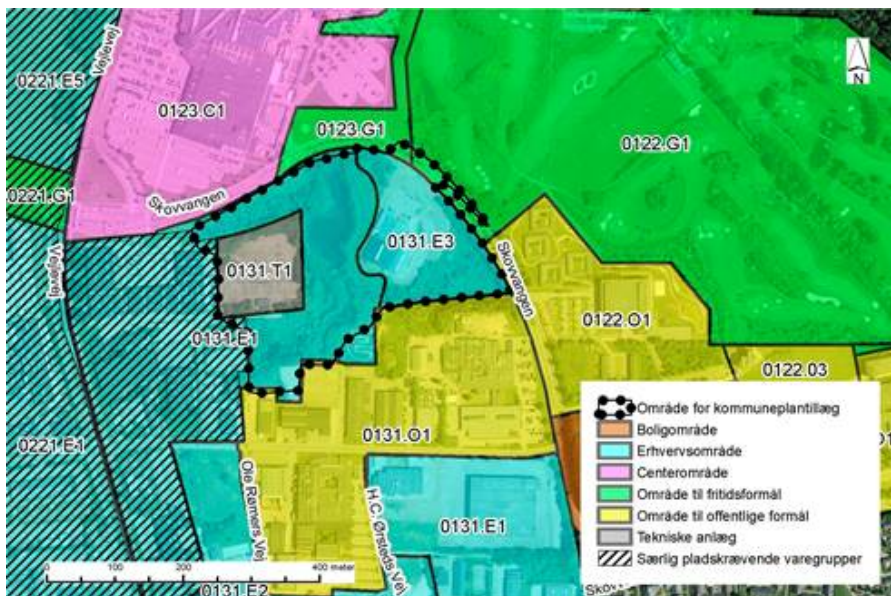 0221.E5
Vejlevej
0123.C1
N
0123.G1
0122.G1
0221.G1
Skovvangen
0131.E3
0131.T1
Skovvangen
Vejlevej
0122.O1
0131.E1
0122.03
0221.E1
0131.O1
Ole Rømers Vej
H.C. Ørsteds Vej
0131.E1
0131.E2
0 200 400 meter
Område for kommuneplantillæg
Boligområde
Erhvervsområde
Centerområde
Område til fritidsformål
Område til offentlige formål
Tekniske anlæg
Særlig pladskrævende varegrupper